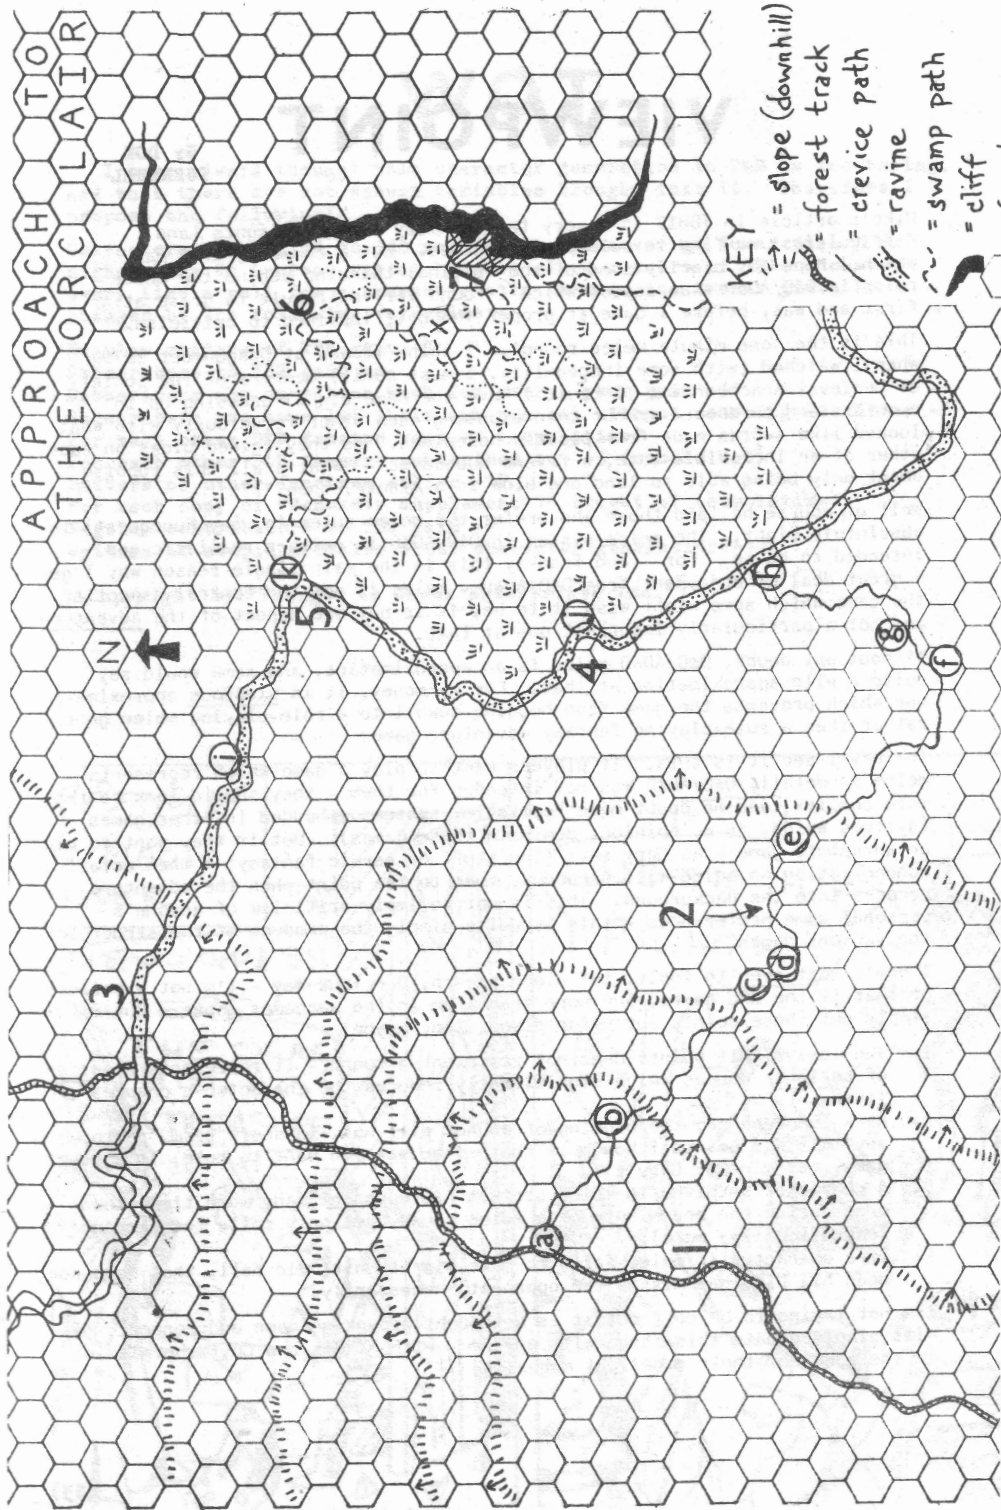 APPROACH TO
THE ORC LAIR
N
3
i
5
k
6
7
X
4
j
h
g
f
e
2
d
c
b
a
1
KEY
= slope (downhill)
= forest track
= crevice path
= ravine
= swamp path
= cliff